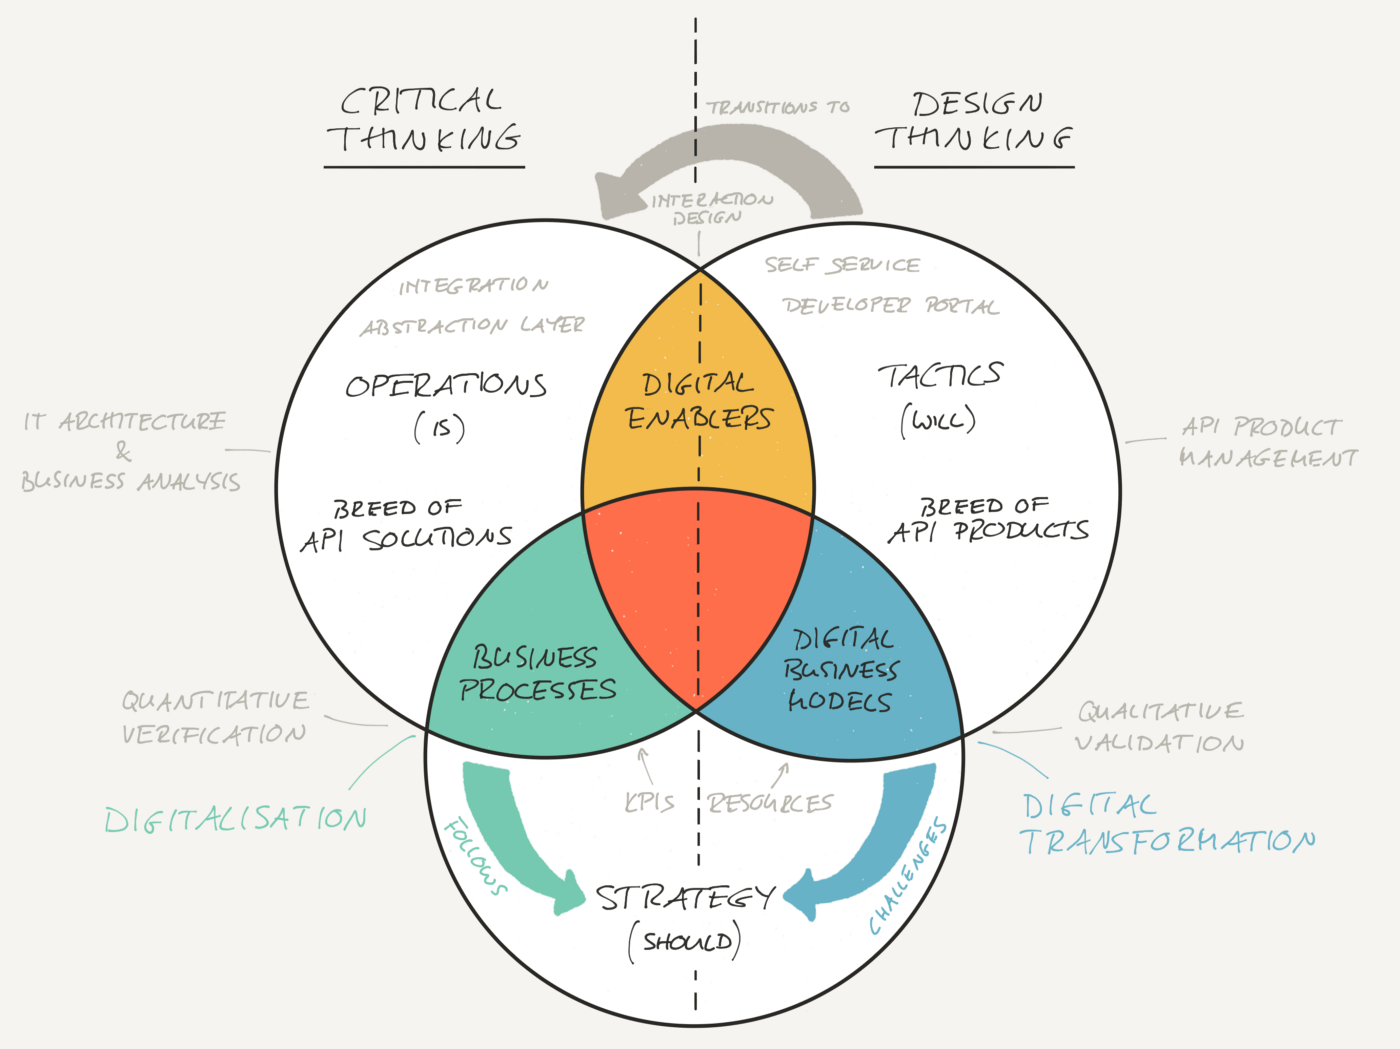 CRITICAL
THINKING
TRANSITIONS TO
DESIGN
THINKING
INTERACTION
DESIGN
INTEGRATION
ABSTRACTION LAYER
OPERATIONS
(IS)
BREED OF
API SOLUTIONS
SELF SERVICE
DEVELOPER PORTAL
TACTICS
(WILL)
BREED OF
API PRODUCTS
DIGITAL
ENABLERS
IT ARCHITECTURE
&
BUSINESS ANALYSIS
API PRODUCT
MANAGEMENT
BUSINESS
PROCESSES
DIGITAL
BUSINESS
MODELS
QUANTITATIVE
VERIFICATION
DIGITALISATION
QUALITATIVE
VALIDATION
DIGITAL
TRANSFORMATION
KPIS
RESOURCES
FOLLOWS
CHALLENGES
STRATEGY
(SHOULD)